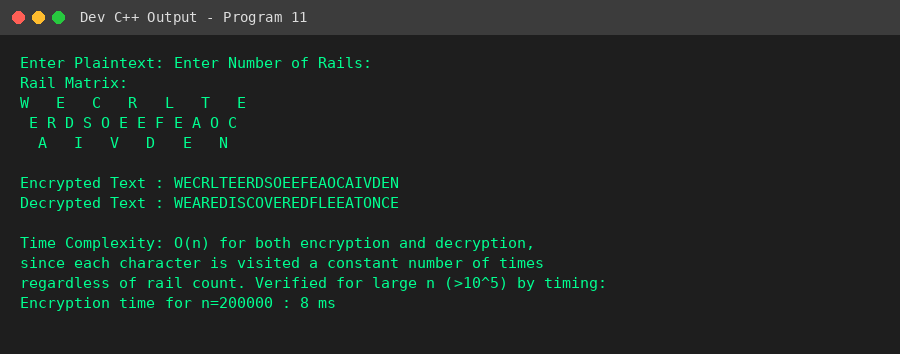 Dev C++ Output - Program 11
Enter Plaintext: Enter Number of Rails:
Rail Matrix:
W   E   C   R   L   T   E
 E R D S O E E F E A O C
  A   I   V   D   E   N
Encrypted Text : WECRLTEERDSOEEFEAOCAIVDEN
Decrypted Text : WEAREDISCOVEREDFLEEATONCE
Time Complexity: O(n) for both encryption and decryption,
since each character is visited a constant number of times
regardless of rail count. Verified for large n (>10^5) by timing:
Encryption time for n=200000 : 8 ms